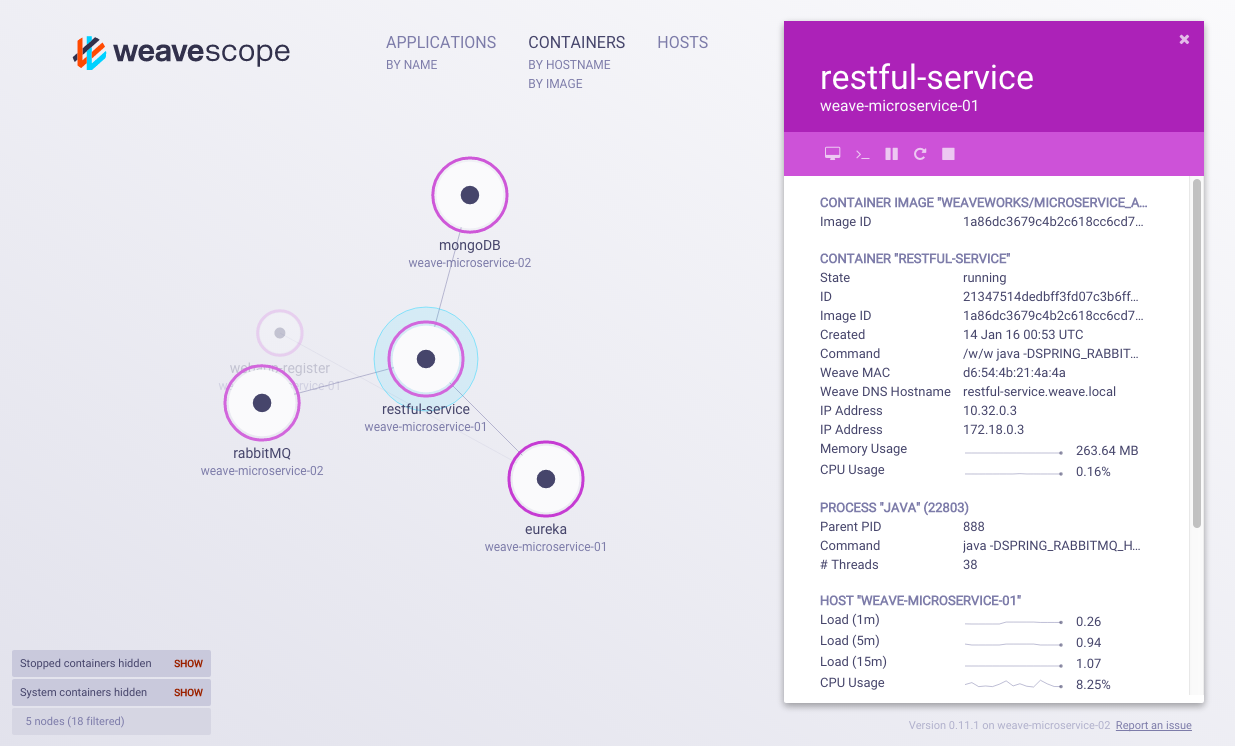 weavescope
APPLICATIONS
BY NAME
CONTAINERS
BY HOSTNAME
BY IMAGE
HOSTS
mongoDB
weave-microservice-02
register
service-01
restful-service
weave-microservice-01
rabbitMQ
weave-microservice-02
eureka
weave-microservice-01
Stopped containers hidden SHOW
System containers hidden SHOW
5 nodes (18 filtered)
restful-service
weave-microservice-01
CONTAINER IMAGE "WEAVEWORKS/MICROSERVICE_A...
Image ID 1a86dc3679c4b2c618cc6cd7...
CONTAINER "RESTFUL-SERVICE"
State running
ID 21347514dedbff3fd07c3b6ff...
Image ID 1a86dc3679c4b2c618cc6cd7...
Created 14 Jan 16 00:53 UTC
Command /w/w java -DSPRING_RABBIT...
Weave MAC d6:54:4b:21:4a:4a
Weave DNS Hostname restful-service.weave.local
IP Address 10.32.0.3
IP Address 172.18.0.3
Memory Usage 263.64 MB
CPU Usage 0.16%
PROCESS "JAVA" (22803)
Parent PID 888
Command java -DSPRING_RABBITMQ_H...
# Threads 38
HOST "WEAVE-MICROSERVICE-01"
Load (1m) 0.26
Load (5m) 0.94
Load (15m) 1.07
CPU Usage 8.25%
Version 0.11.1 on weave-microservice-02 Report an issue